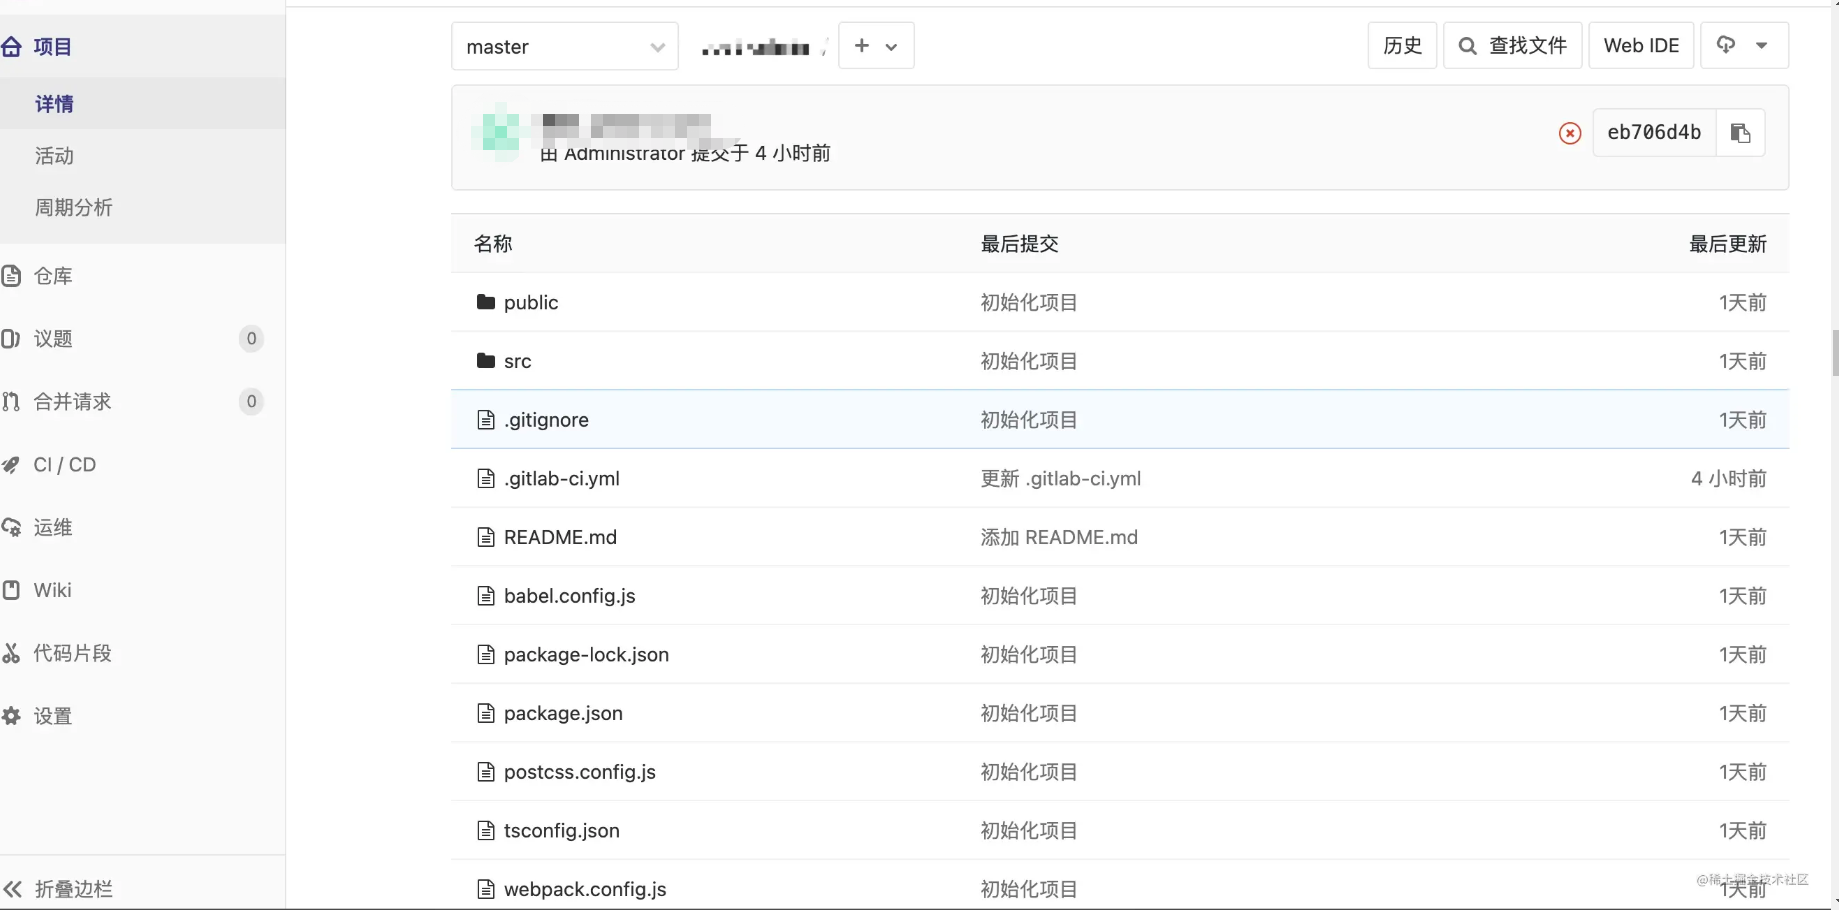 项目
详情
活动
周期分析
仓库
议题 0
合并请求 0
CI / CD
运维
Wiki
代码片段
设置
折叠边栏
master / + 历史 查找文件 Web IDE
由 Administrator 提交于 4 小时前
eb706d4b
名称 最后提交 最后更新
public 初始化项目 1天前
src 初始化项目 1天前
.gitignore 初始化项目 1天前
.gitlab-ci.yml 更新 .gitlab-ci.yml 4 小时前
README.md 添加 README.md 1天前
babel.config.js 初始化项目 1天前
package-lock.json 初始化项目 1天前
package.json 初始化项目 1天前
postcss.config.js 初始化项目 1天前
tsconfig.json 初始化项目 1天前
webpack.config.js 初始化项目 1天前
@稀土掘金技术社区